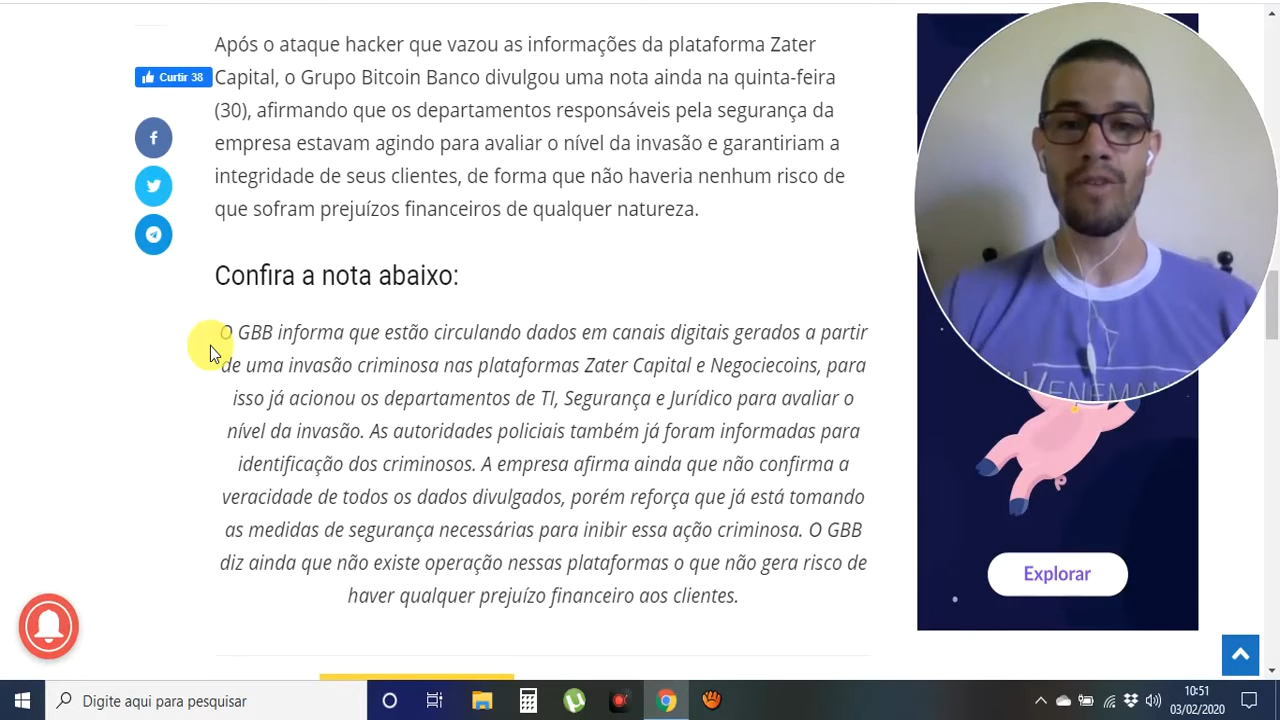 Após o ataque hacker que vazou as informações da plataforma Zater
Curtir 38
Capital, o Grupo Bitcoin Banco divulgou uma nota ainda na quinta-feira
(30), afirmando que os departamentos responsáveis pela segurança da
empresa estavam agindo para avaliar o nível da invasão e garantiriam a
integridade de seus clientes, de forma que não haveria nenhum risco de
que sofram prejuízos financeiros de qualquer natureza.
Confira a nota abaixo:
O GBB informa que estão circulando dados em canais digitais gerados a partir
de uma invasão criminosa nas plataformas Zater Capital e Negociecoins, para
isso já acionou os departamentos de TI, Segurança e Jurídico para avaliar o
nível da invasão. As autoridades policiais também já foram informadas para
identificação dos criminosos. A empresa afirma ainda que não confirma a
veracidade de todos os dados divulgados, porém reforça que já está tomando
as medidas de segurança necessárias para inibir essa ação criminosa. O GBB
diz ainda que não existe operação nessas plataformas o que não gera risco de
haver qualquer prejuízo financeiro aos clientes.
VENEMAM
Explorar
Digite aqui para pesquisar
10:51
03/02/2020